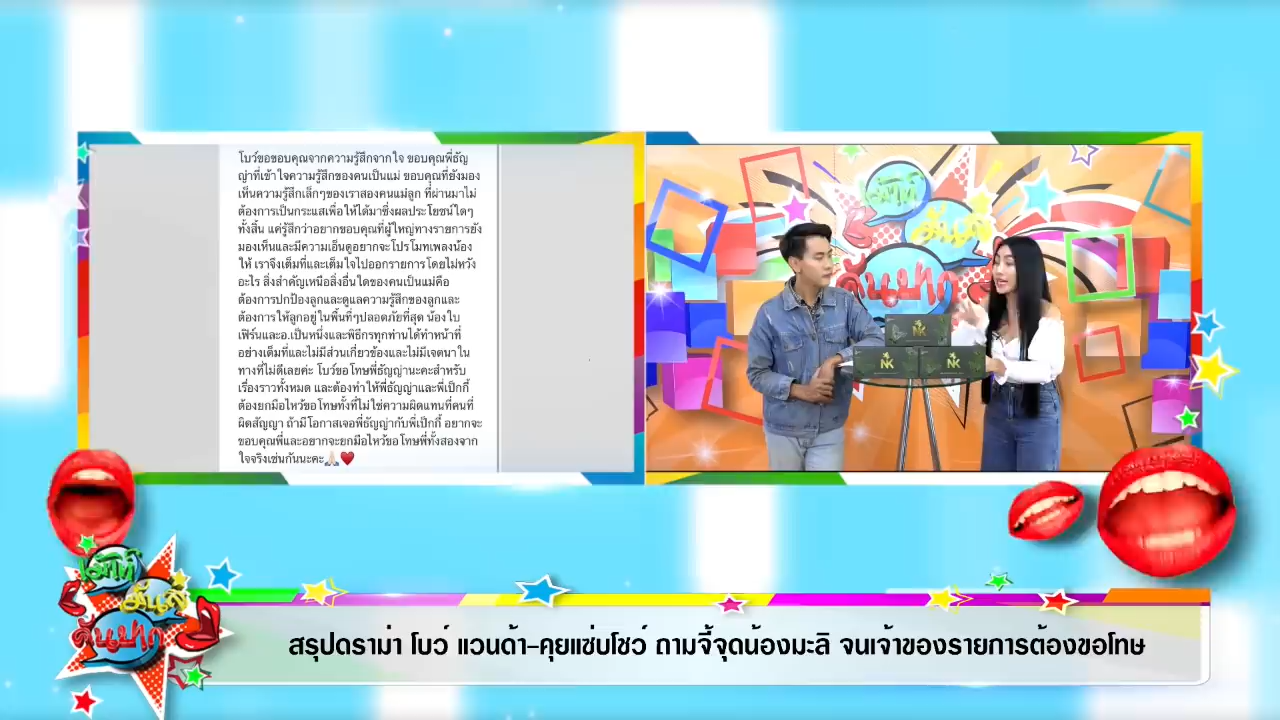 โบว์ขอขอบคุณจากความรู้สึกจากใจ ขอบคุณพี่ธัญ
ญ่าที่เข้าใจความรู้สึกของคนเป็นแม่ ขอบคุณที่ยังมอง
เห็นความรู้สึกเล็กๆของเราสองคนแม่ลูก ที่ผ่านมาไม่
ต้องการเป็นกระแสเพื่อให้ได้มาซึ่งผลประโยชน์ใดๆ
ทั้งสิ้น แค่รู้สึกว่าอยากขอบคุณที่ผู้ใหญ่ทางรายการยัง
มองเห็นและมีความเอ็นดูอยากจะโปรโมทเพลงน้อง
ให้ เราจึงเต็มที่และเต็มใจไปออกรายการโดยไม่หวัง
อะไร สิ่งสำคัญเหนือสิ่งอื่นใดของคนเป็นแม่คือ
ต้องการปกป้องลูกและดูแลความรู้สึกของลูกและ
ต้องการให้ลูกอยู่ในพื้นที่ๆปลอดภัยที่สุด น้องใบ
เฟิร์นและอ.เป็นหนึ่งและพิธีกรทุกท่านได้ทำหน้าที่
อย่างเต็มที่และไม่มีส่วนเกี่ยวข้องและไม่มีเจตนาใน
ทางที่ไม่ดีเลยค่ะ โบว์ขอโทษพี่ธัญญ่านะคะสำหรับ
เรื่องราวทั้งหมด และต้องทำให้พี่ธัญญ่าและพี่เป๊กกี้
ต้องยกมือไหว้ขอโทษทั้งที่ไม่ใช่ความผิดแทนที่คนที่
ผิดสัญญา ถ้ามีโอกาสเจอพี่ธัญญ่ากับพี่เป๊กกี้ อยากจะ
ขอบคุณพี่และอยากจะยกมือไหว้ขอโทษพี่ทั้งสองจาก
ใจจริงเช่นกันนะคะ🙏🏻❤️
เม้าท์
มันส์
คันปาก
NK
NK
NK
เม้าท์
มันส์
คันปาก
สรุปดราม่า โบว์ แวนด้า-คุยแซ่บโชว์ ถามจี้จุดน้องมะลิ จนเจ้าของรายการต้องขอโทษ